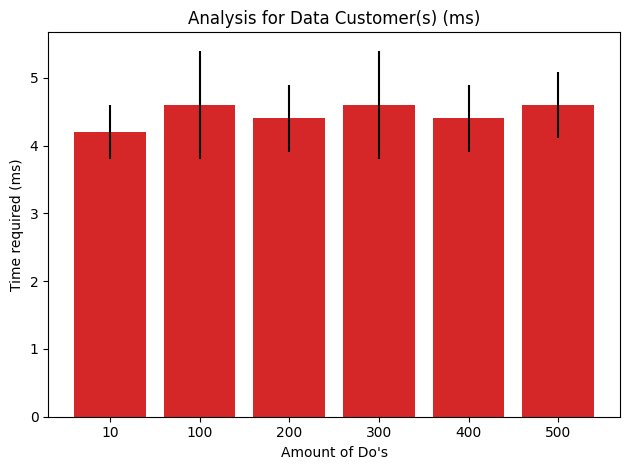 Analysis for Data Customer(s) (ms)
Time required (ms)
5
4
3
2
1
0
10 100 200 300 400 500
Amount of Do's